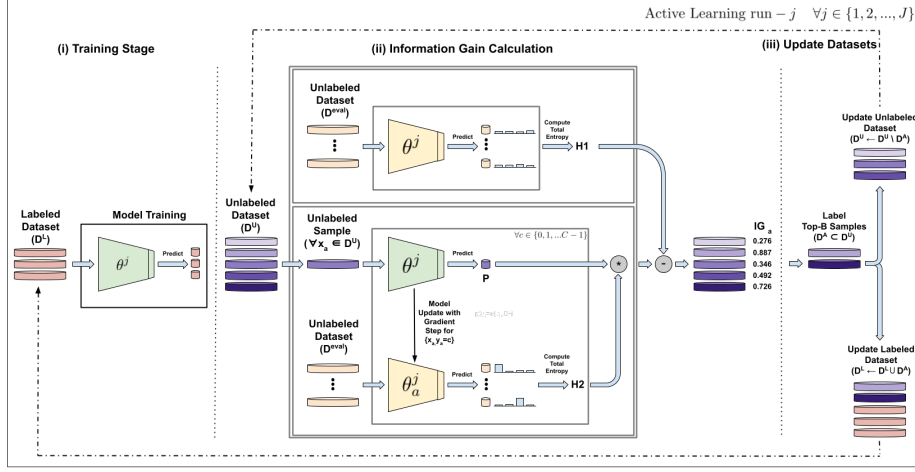 Active Learning run − j ∀j ∈ {1, 2, ..., J}
(i) Training Stage
(ii) Information Gain Calculation
(iii) Update Datasets
Unlabeled
Dataset
(D^eval)
θ^j
Predict
Compute
Total
Entropy
H1
Labeled
Dataset
(D^L)
Model Training
θ^j
Predict
Unlabeled
Dataset
(D^U)
Unlabeled
Sample
(∀x_a ∈ D^U)
∀c ∈ {0, 1, ...C − 1}
θ^j
Predict
P
*
-
Model
Update with
Gradient
Step for
{x_a,y_a=c}
Unlabeled
Dataset
(D^eval)
θ_a^j
Predict
Compute
Total
Entropy
H2
IG_a
0.276
0.887
0.346
0.492
0.726
Label
Top-B Samples
(D^A ⊂ D^U)
Update Unlabeled
Dataset
(D^U ← D^U \ D^A)
Update Labeled
Dataset
(D^L ← D^L ∪ D^A)